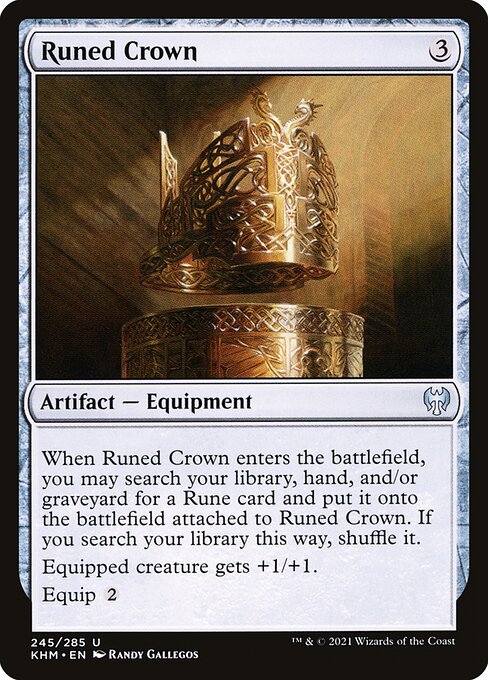 Runed Crown 3
Artifact — Equipment
When Runed Crown enters the battlefield,
you may search your library, hand, and/or
graveyard for a Rune card and put it onto
the battlefield attached to Runed Crown. If
you search your library this way, shuffle it.
Equipped creature gets +1/+1.
Equip 2
245/285 U
KHM • EN Randy Gallegos
™ & © 2021 Wizards of the Coast